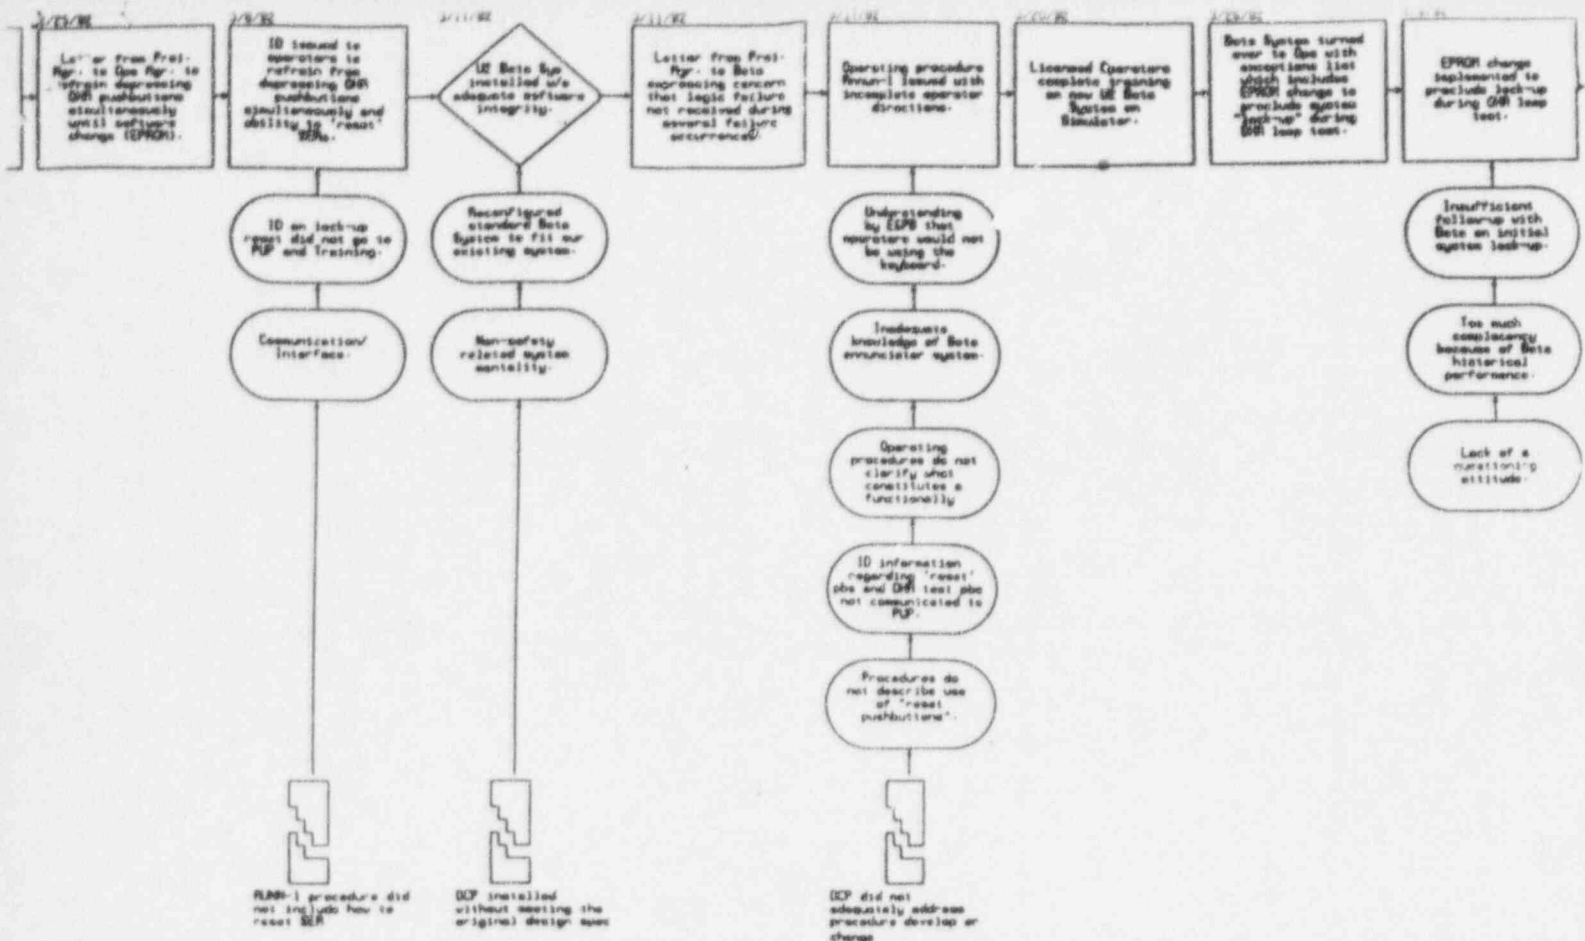 Letter from Proj.
Mgr. to Ops Mgr. to
refrain depressing
pushbuttons
simultaneously
until software
change (EPROM).
ID issued to
operators to
refrain from
depressing
pushbuttons
simultaneously and
ability to 'reset'
U2 Beta Sys
installed w/o
adequate software
integrity.
Letter from Proj.
Mgr. to Beta
expressing concern
that logic failure
not received during
several failure
occurrences
Operating procedure
Annun-1 issued with
incomplete operator
directions.
Licensed Operators
complete training
on new U2 Beta
System on
Simulator.
Beta System turned
over to Ops with
exceptions list
which includes
EPROM change to
preclude system
"lock-up" during
loop test.
EPROM change
implemented to
preclude lock-up
during loop
test.
ID on lock-up
reset did not go to
PUP and Training.
Communication/
Interface.
Reconfigured
standard Beta
System to fit our
existing system.
Non-safety
related system
mentality.
Understanding
by EGPB that
operators would not
be using the
keyboard.
Inadequate
knowledge of Beta
annunciator system.
Operating
procedures do not
clarify what
constitutes a
functionally
ID information
regarding 'reset'
pbs and test pbs
not communicated to
PUP.
Procedures do
not describe use
of "reset
pushbuttons".
Insufficient
follow-up with
Beta on initial
system lock-up.
Too much
complacency
because of Beta
historical
performance.
Lack of a
questioning
attitude.
procedure did
not include how to
reset SER
DCP installed
without meeting the
original design spec
DCP did not
adequately address
procedure develop or
change